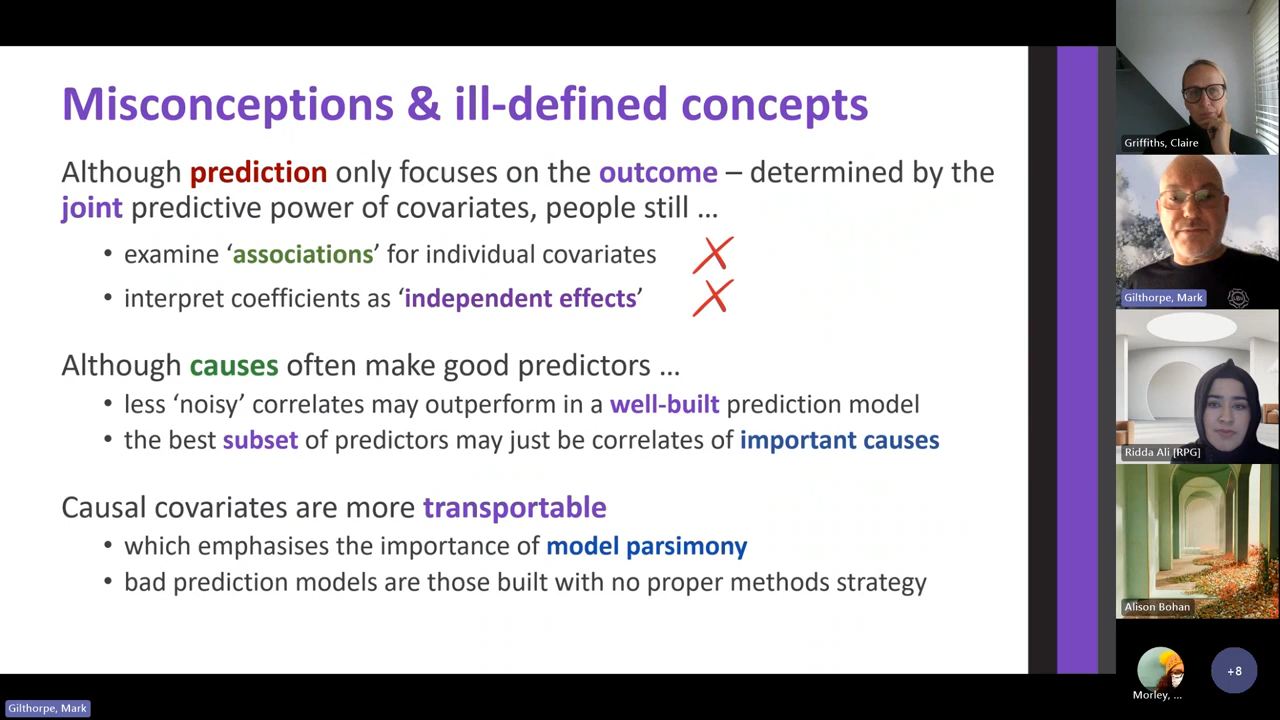 Misconceptions & ill-defined concepts
Although prediction only focuses on the outcome – determined by the
joint predictive power of covariates, people still …
• examine ‘associations’ for individual covariates
• interpret coefficients as ‘independent effects’
Although causes often make good predictors …
• less ‘noisy’ correlates may outperform in a well-built prediction model
• the best subset of predictors may just be correlates of important causes
Causal covariates are more transportable
• which emphasises the importance of model parsimony
• bad prediction models are those built with no proper methods strategy
Griffiths, Claire
Gilthorpe, Mark
Ridda Ali [RPG]
Alison Bohan
Morley, ...
+8
Gilthorpe, Mark